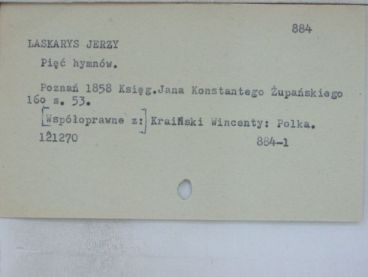 884
LASKARYS JERZY
Pięć hymnów.
Poznań 1858 Księg.Jana Konstantego Żupańskiego
16o s. 53.
[Współoprawne z:] Kraiński Wincenty: Polka.
121270 884-1